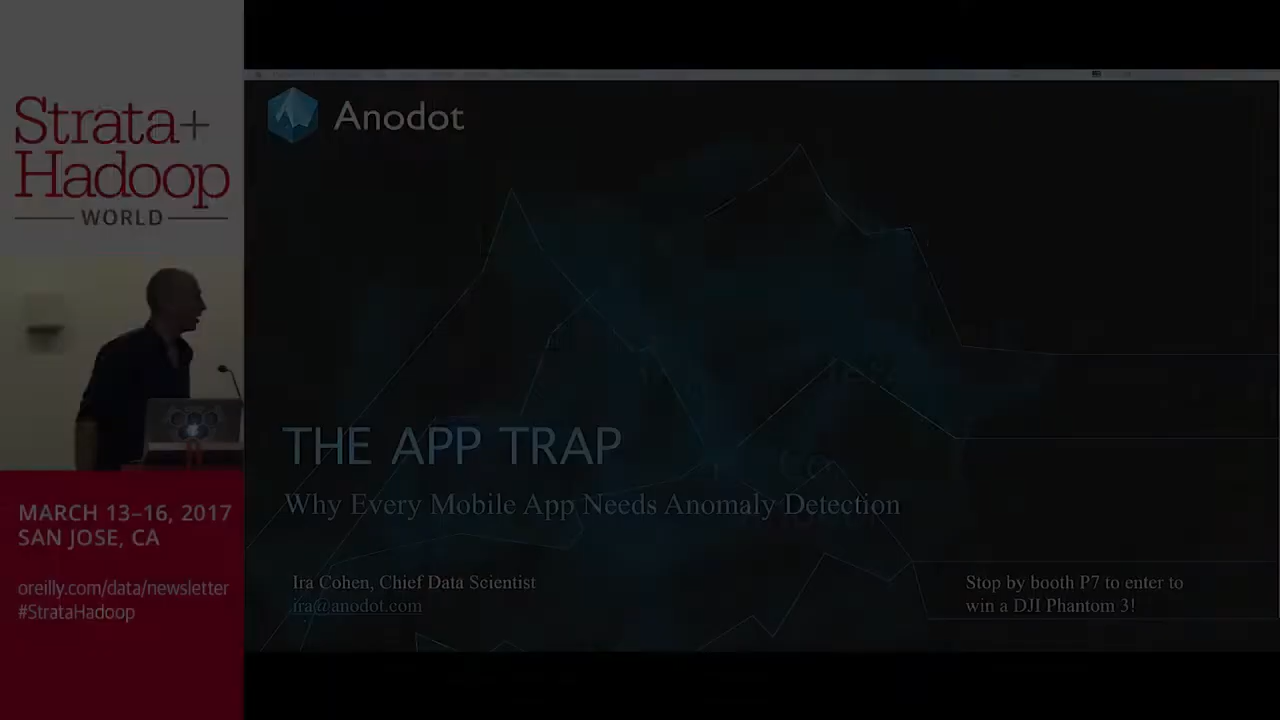 Strata+
Hadoop
WORLD
MARCH 13–16, 2017
SAN JOSE, CA
oreilly.com/data/newsletter
#StrataHadoop
Anodot
THE APP TRAP
Why Every Mobile App Needs Anomaly Detection
Ira Cohen, Chief Data Scientist
ira@anodot.com
Stop by booth P7 to enter to
win a DJI Phantom 3!